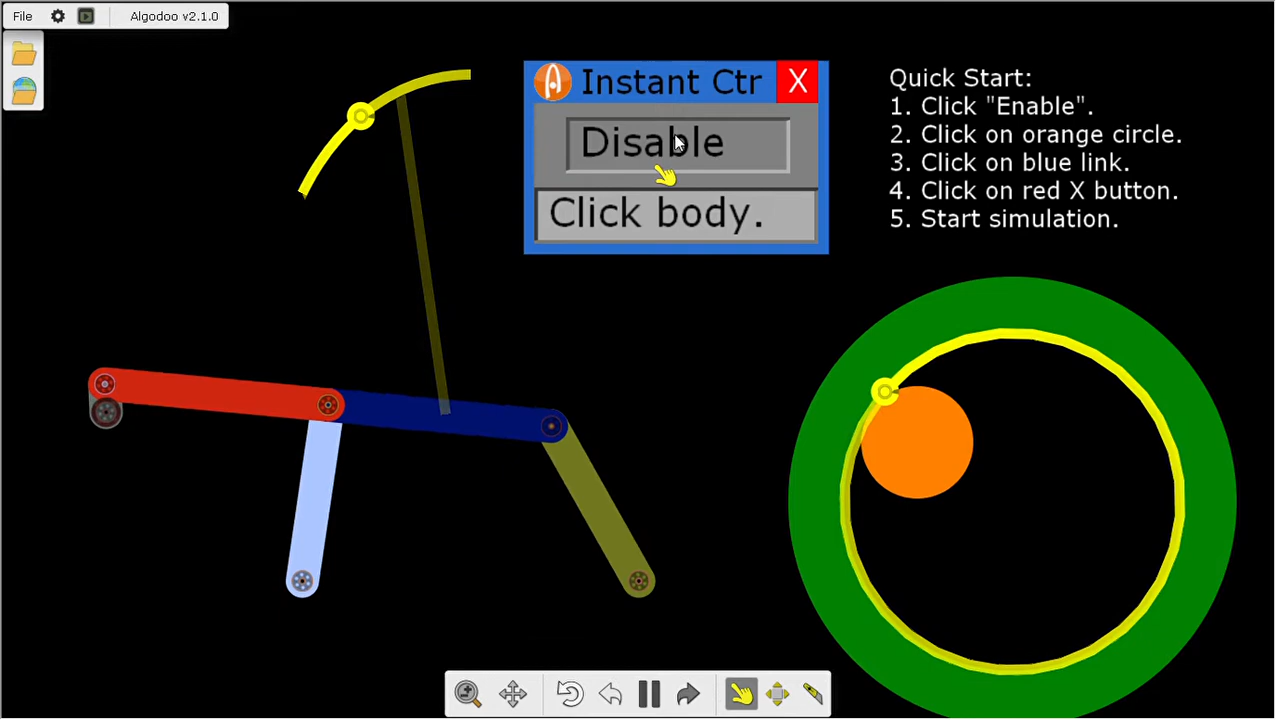 File
Algodoo v2.1.0
Instant Ctr
X
Disable
Click body.
Quick Start:
1. Click "Enable".
2. Click on orange circle.
3. Click on blue link.
4. Click on red X button.
5. Start simulation.